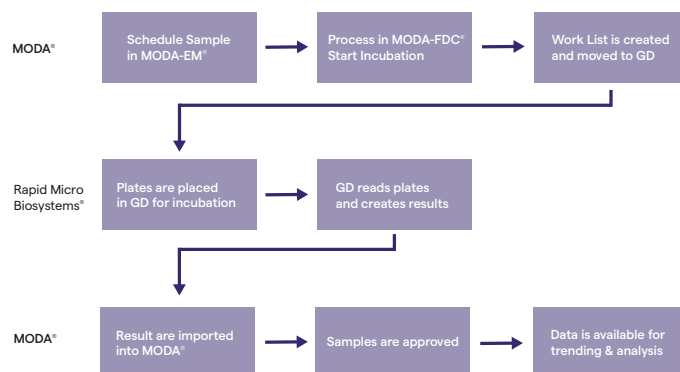 MODA®
Schedule Sample
in MODA-EM®
Process in MODA-FDC®
Start Incubation
Work List is created
and moved to GD
Rapid Micro
Biosystems®
Plates are placed
in GD for incubation
GD reads plates
and creates results
MODA®
Result are imported
into MODA®
Samples are approved
Data is available for
trending & analysis